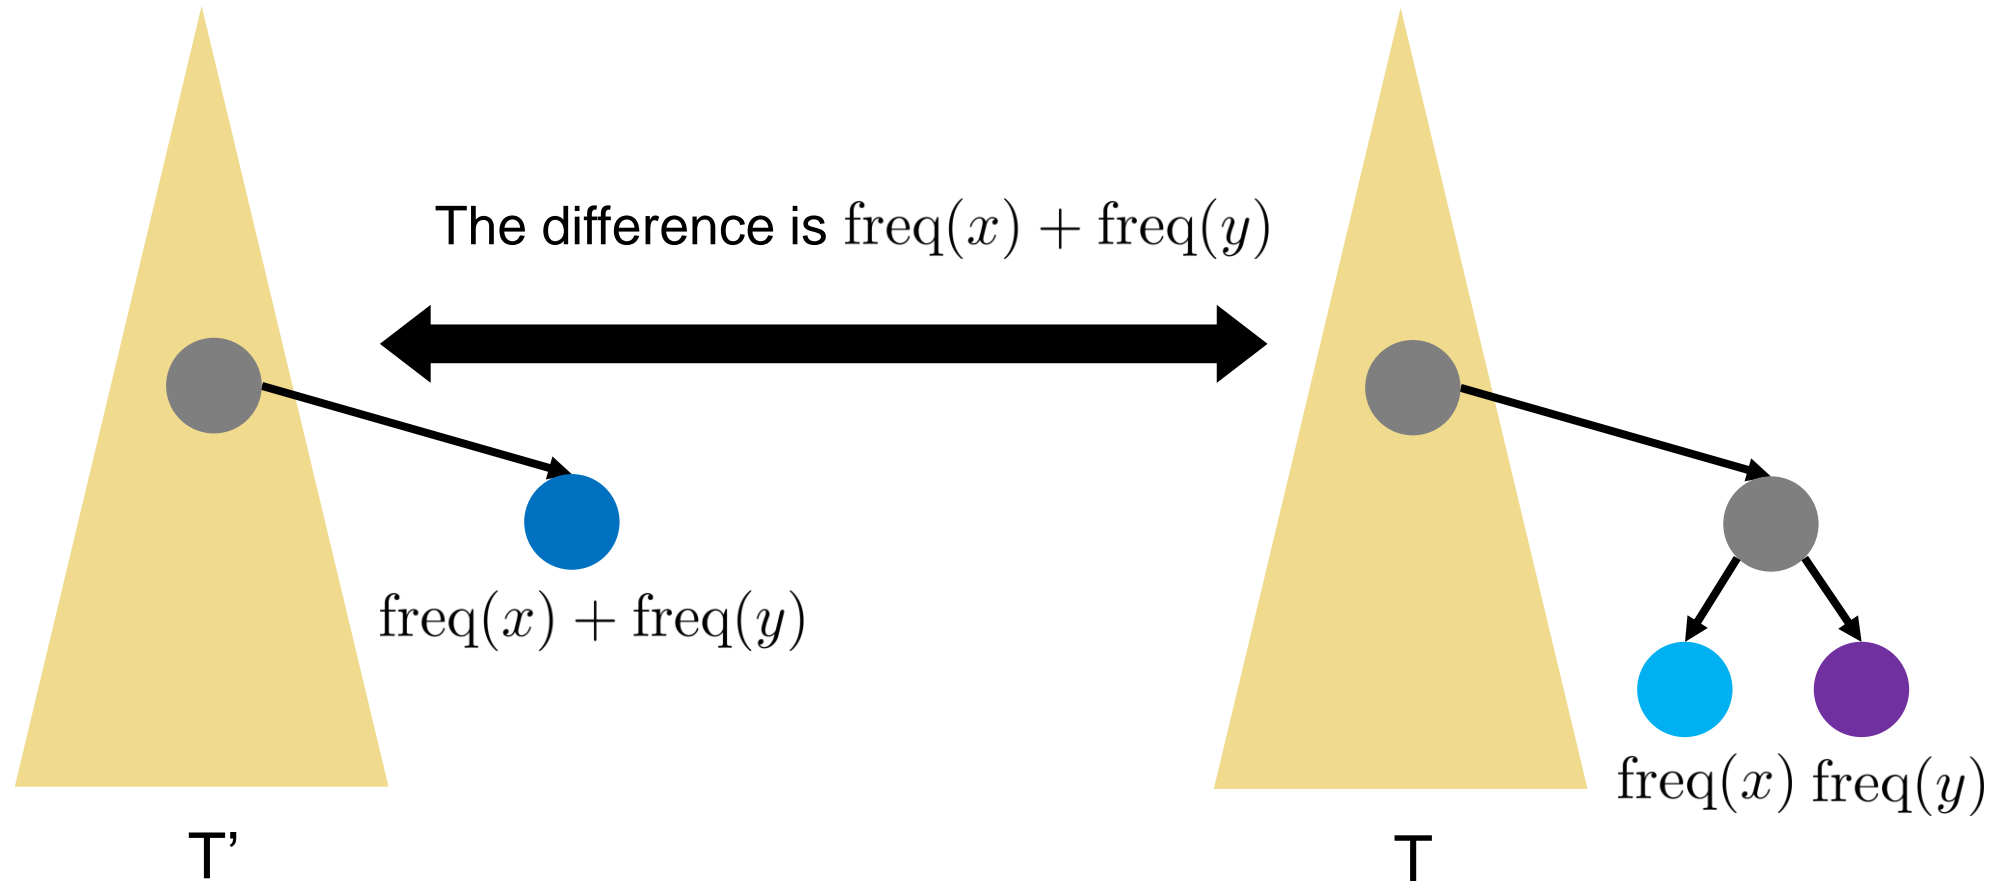 The difference is freq(x) + freq(y)
freq(x) + freq(y)
freq(x) freq(y)
T’
T